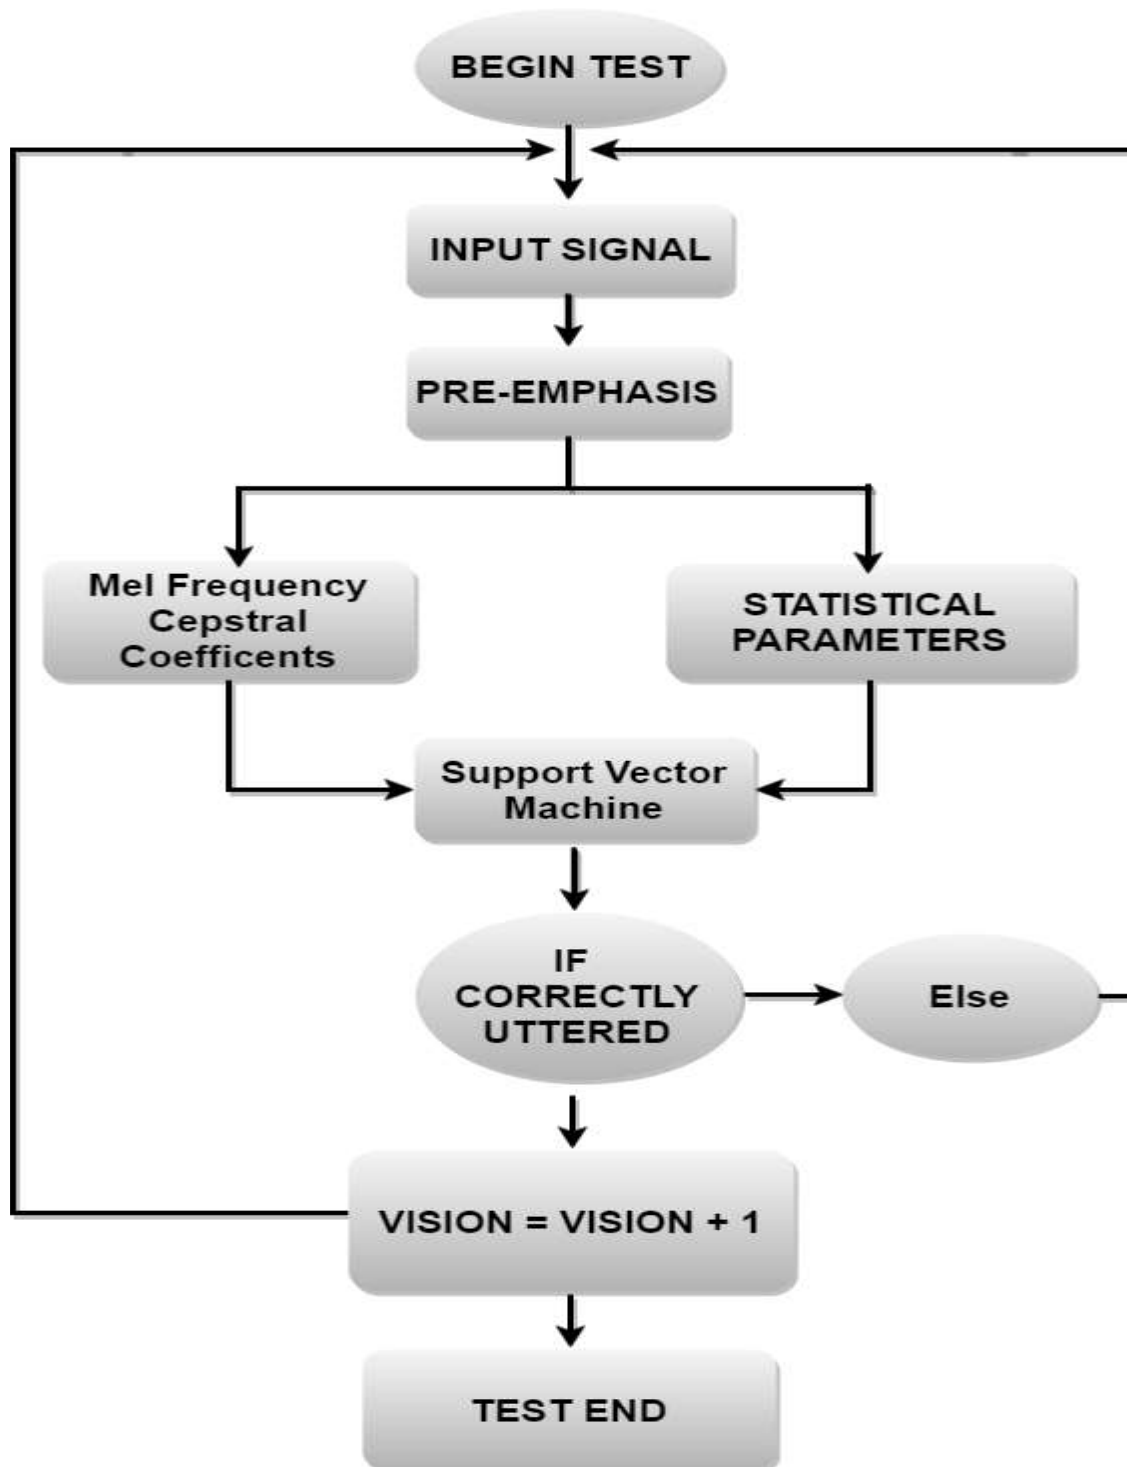 BEGIN TEST
INPUT SIGNAL
PRE-EMPHASIS
Mel Frequency
Cepstral
Coefficents
STATISTICAL
PARAMETERS
Support Vector
Machine
IF
CORRECTLY
UTTERED
Else
VISION = VISION + 1
TEST END